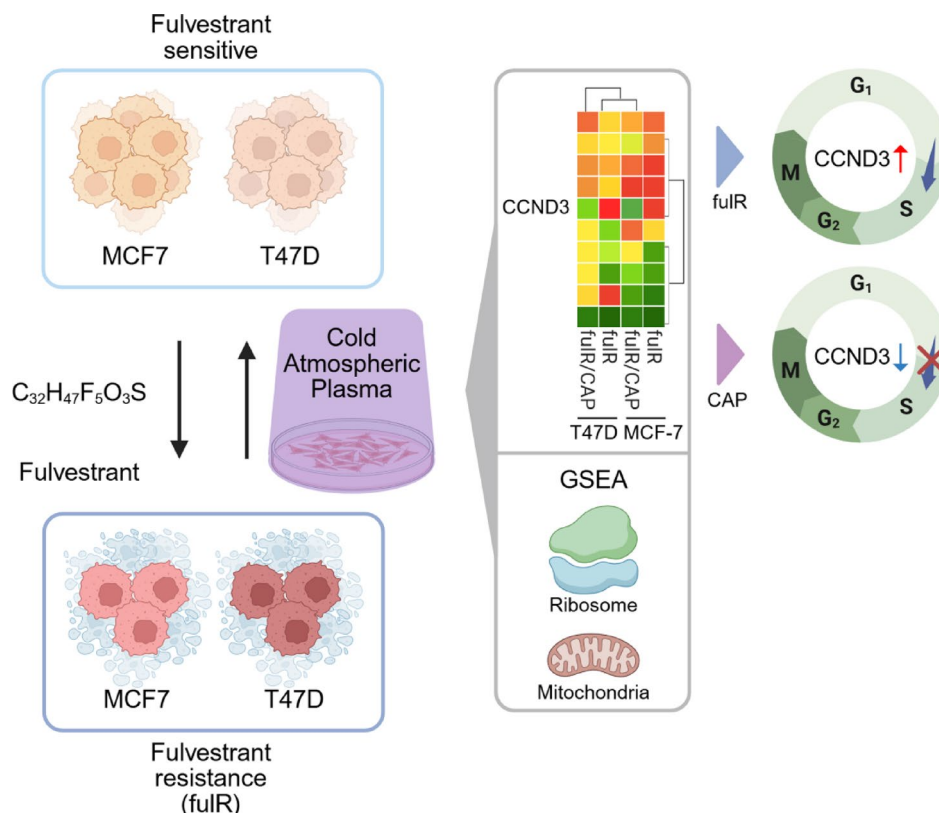 Fulvestrant
sensitive
MCF7
T47D
C₃₂H₄₇F₅O₃S
Fulvestrant
Cold
Atmospheric
Plasma
MCF7
T47D
Fulvestrant
resistance
(fulR)
CCND3
fulR/CAP
fulR
fulR/CAP
fulR
T47D
MCF-7
GSEA
Ribosome
Mitochondria
fulR
G₁
CCND3
M
S
G₂
CAP
G₁
CCND3
M
S
G₂